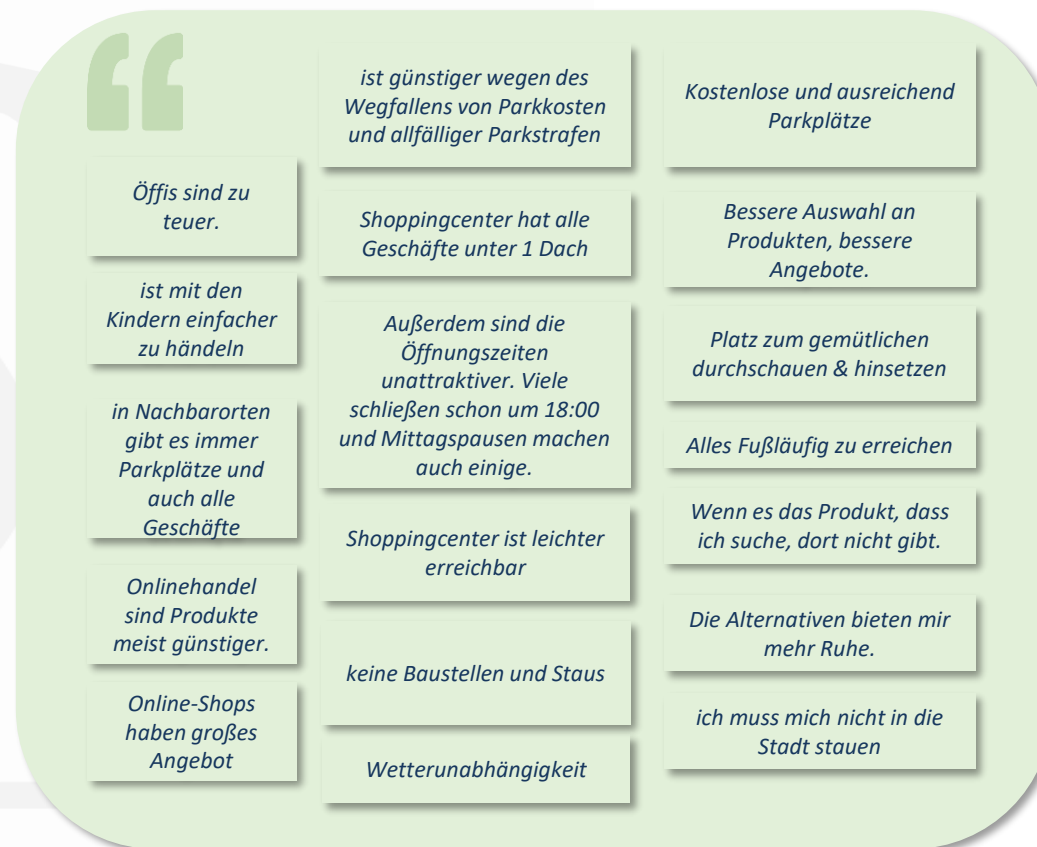 “
Öffis sind zu
teuer.
ist mit den
Kindern einfacher
zu händeln
in Nachbarorten
gibt es immer
Parkplätze und
auch alle
Geschäfte
Onlinehandel
sind Produkte
meist günstiger.
Online-Shops
haben großes
Angebot
ist günstiger wegen des
Wegfallens von Parkkosten
und allfälliger Parkstrafen
Shoppingcenter hat alle
Geschäfte unter 1 Dach
Außerdem sind die
Öffnungszeiten
unattraktiver. Viele
schließen schon um 18:00
und Mittagspausen machen
auch einige.
Shoppingcenter ist leichter
erreichbar
keine Baustellen und Staus
Wetterunabhängigkeit
Kostenlose und ausreichend
Parkplätze
Bessere Auswahl an
Produkten, bessere
Angebote.
Platz zum gemütlichen
durchschauen & hinsetzen
Alles Fußläufig zu erreichen
Wenn es das Produkt, dass
ich suche, dort nicht gibt.
Die Alternativen bieten mir
mehr Ruhe.
ich muss mich nicht in die
Stadt stauen